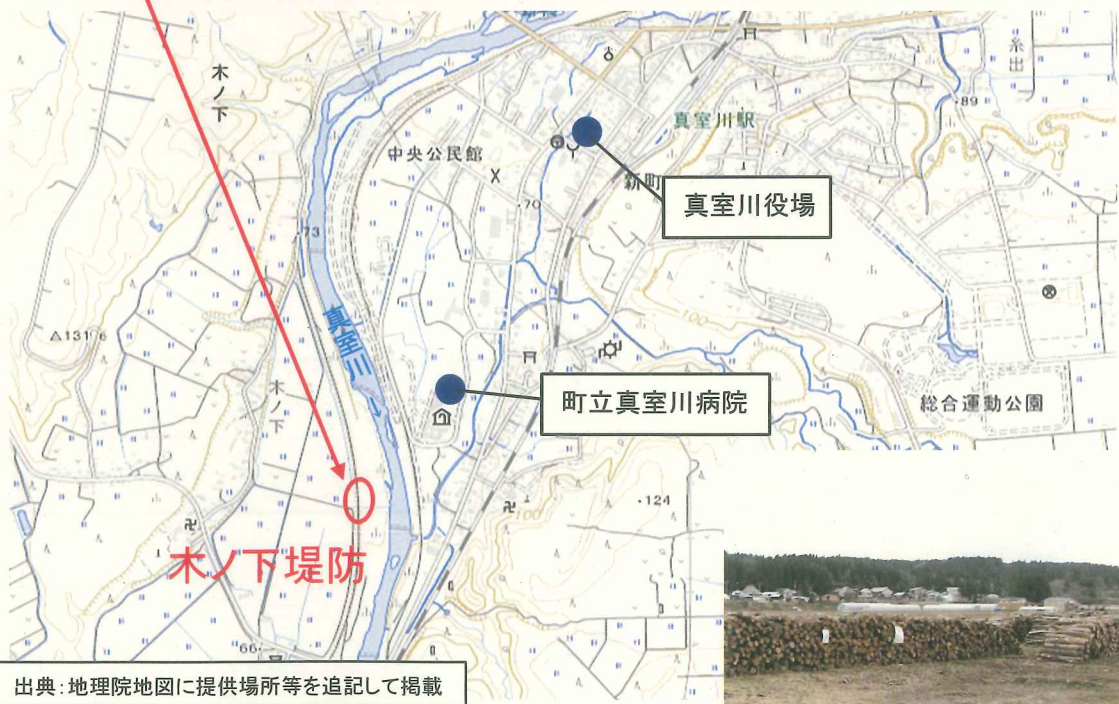 木ノ下
糸出
・89
真室川駅
中央公民館
新町
・70
真室川役場
・73
真室川
100
△131.6
木ノ下
町立真室川病院
総合運動公園
・124
100
木ノ下堤防
66
出典:地理院地図に提供場所等を追記して掲載